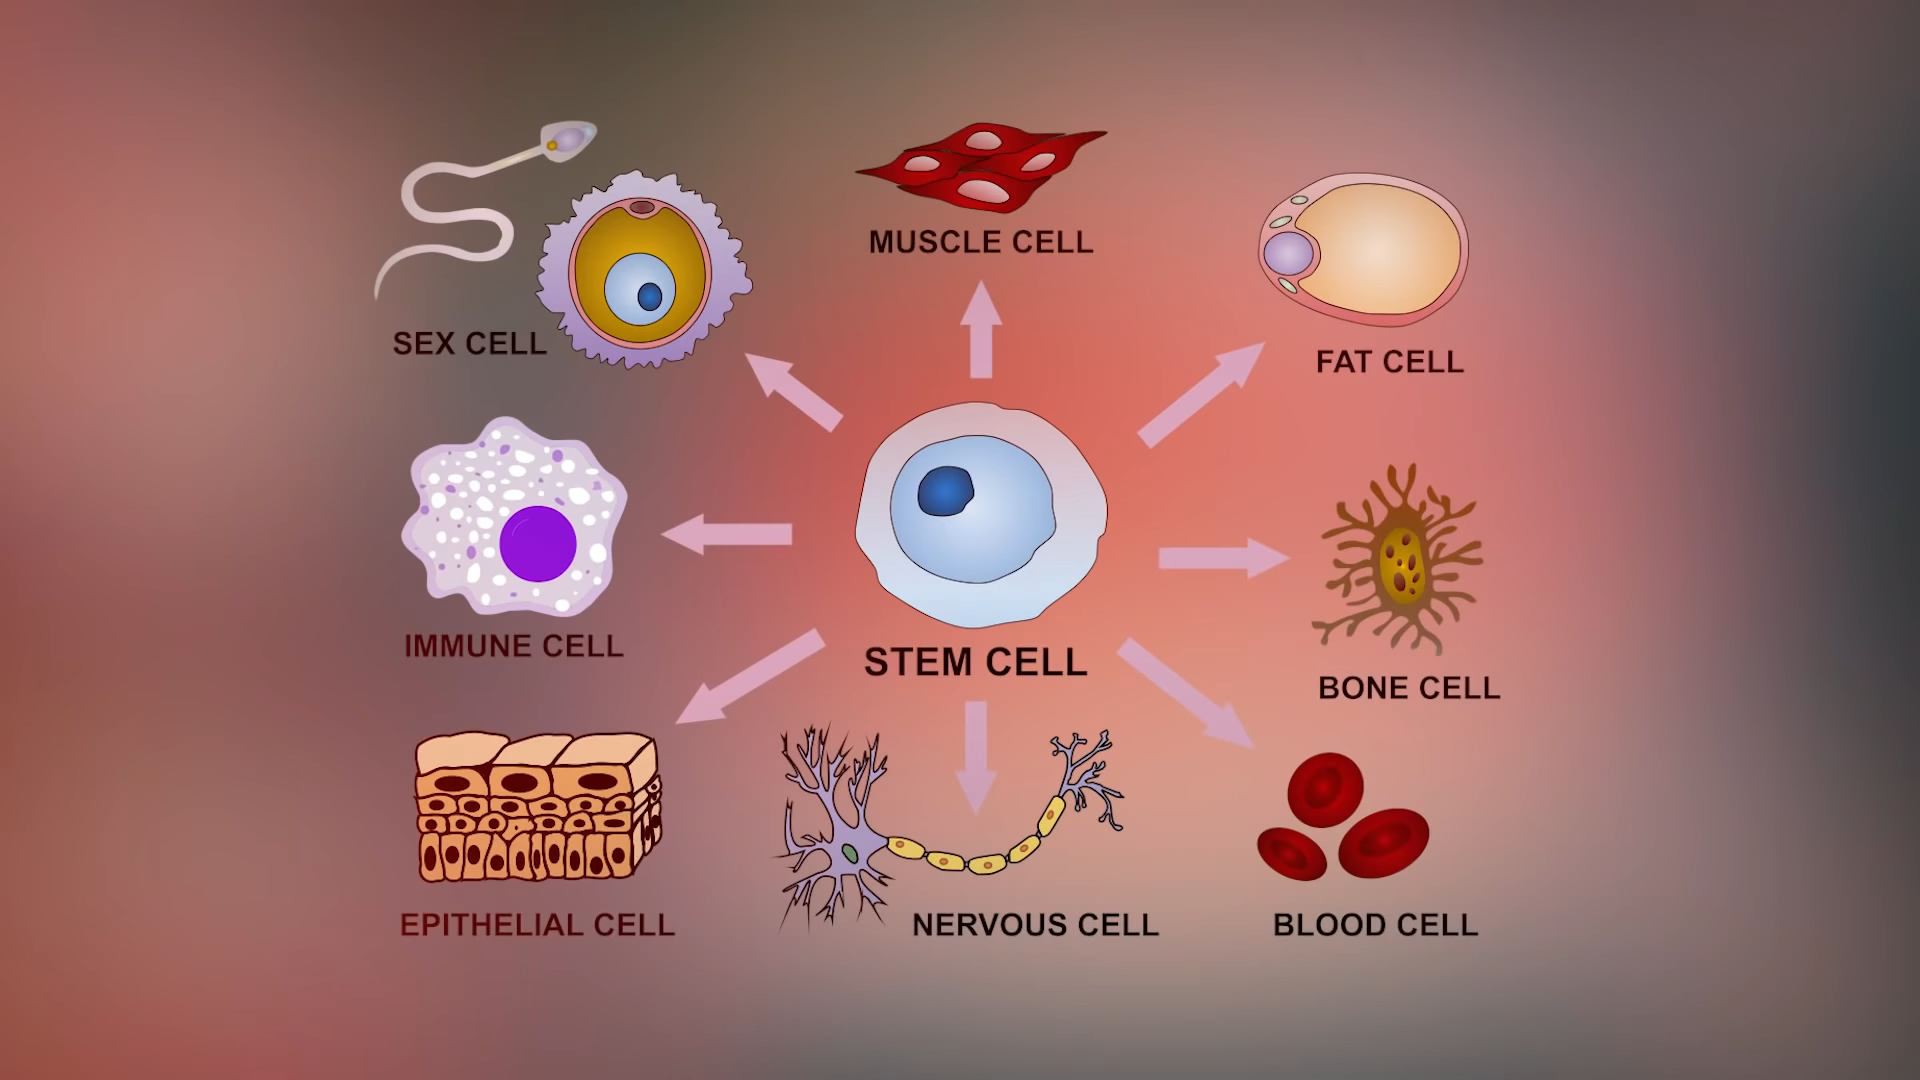 MUSCLE CELL
SEX CELL
FAT CELL
IMMUNE CELL
STEM CELL
BONE CELL
EPITHELIAL CELL
NERVOUS CELL
BLOOD CELL